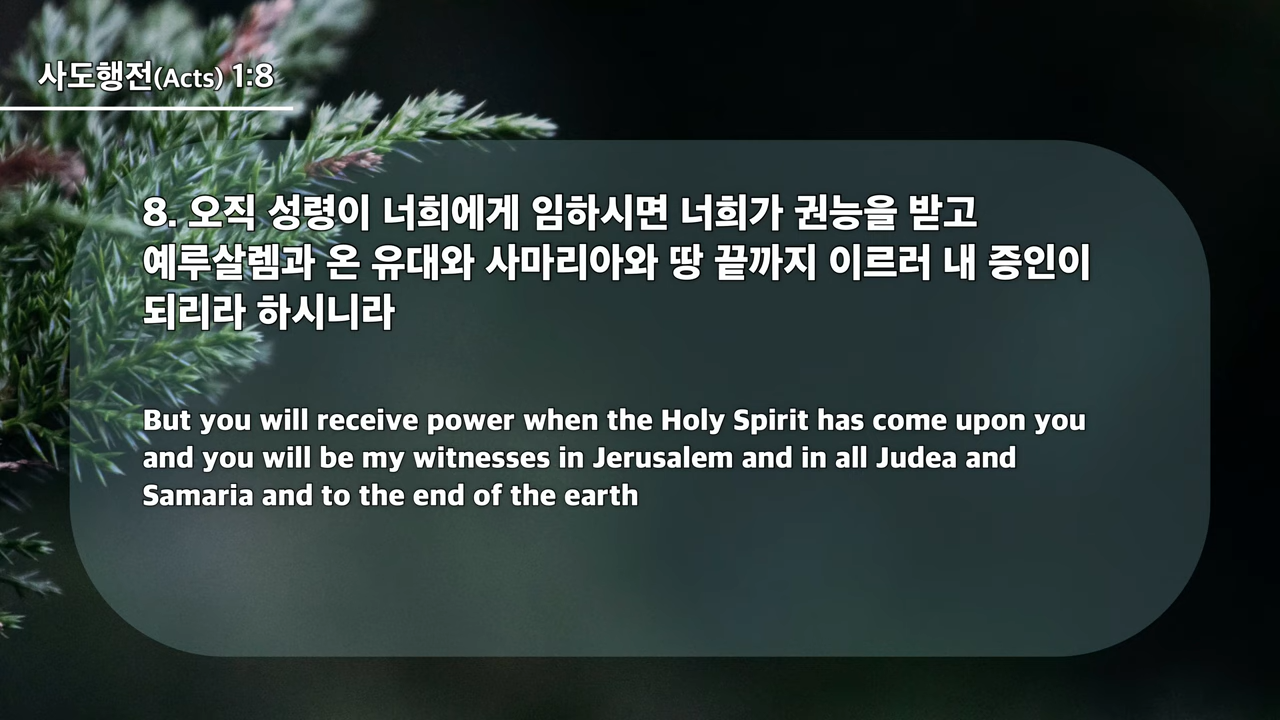 사도행전(Acts) 1:8
8. 오직 성령이 너희에게 임하시면 너희가 권능을 받고
예루살렘과 온 유대와 사마리아와 땅 끝까지 이르러 내 증인이
되리라 하시니라
But you will receive power when the Holy Spirit has come upon you
and you will be my witnesses in Jerusalem and in all Judea and
Samaria and to the end of the earth